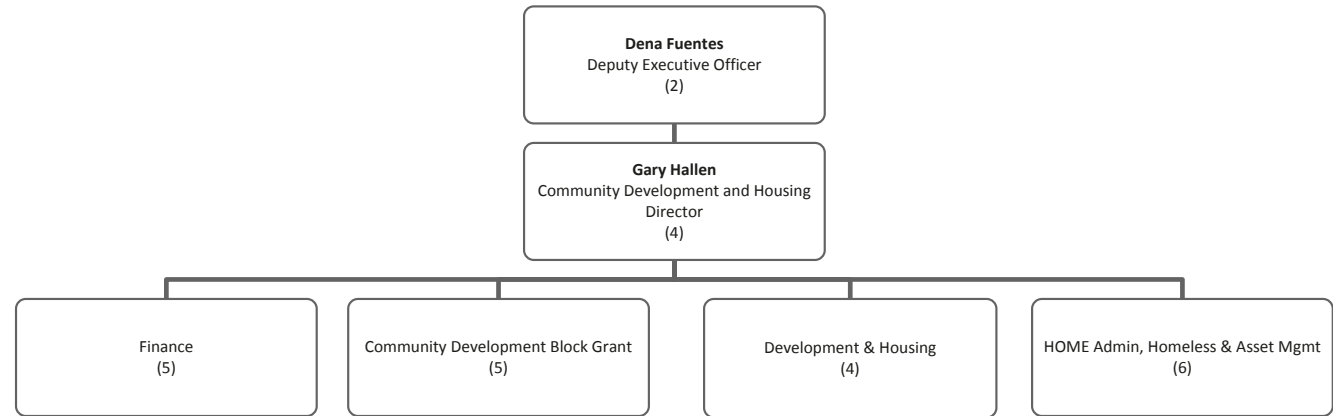 Dena Fuentes
Deputy Executive Officer
(2)
Gary Hallen
Community Development and Housing
Director
(4)
Finance
(5)
Community Development Block Grant
(5)
Development & Housing
(4)
HOME Admin, Homeless & Asset Mgmt
(6)